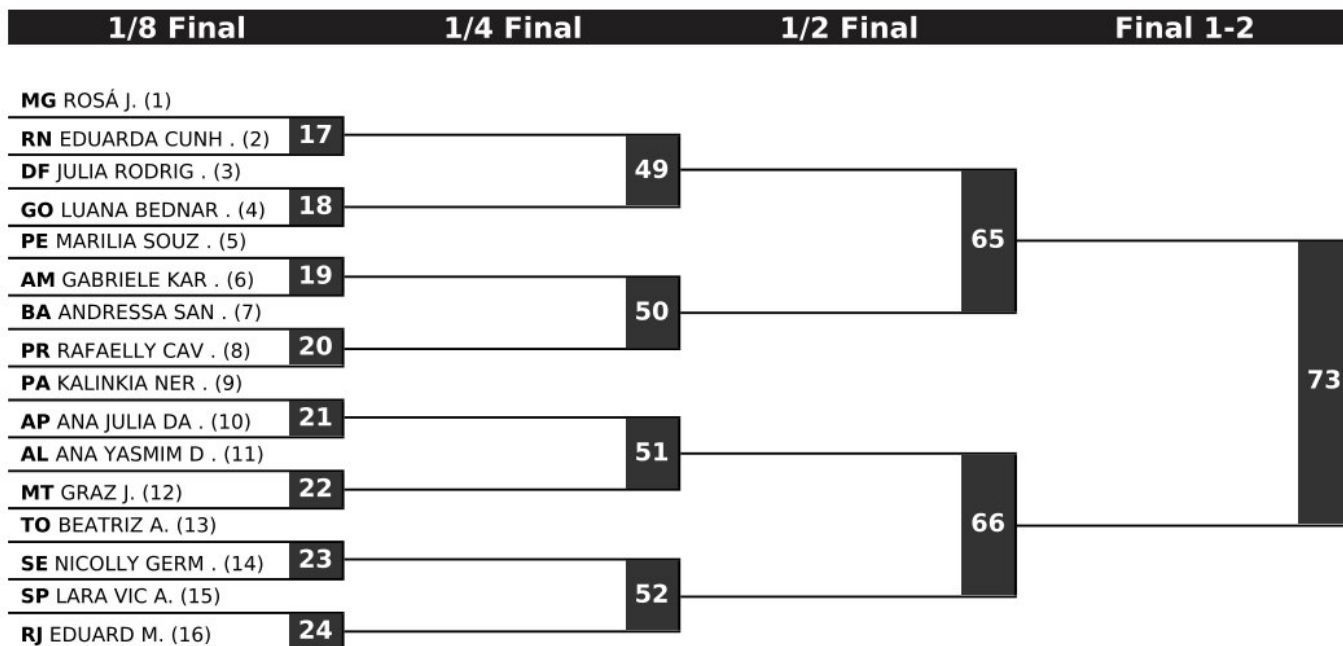 1/8 Final 1/4 Final 1/2 Final Final 1-2
MG ROSÁ J. (1)
RN EDUARDA CUNH . (2) 17
49
DF JULIA RODRIG . (3)
GO LUANA BEDNAR . (4) 18
65
PE MARILIA SOUZ . (5)
AM GABRIELE KAR . (6) 19
50
BA ANDRESSA SAN . (7)
PR RAFAELLY CAV . (8) 20
73
PA KALINKIA NER . (9)
AP ANA JULIA DA . (10) 21
51
AL ANA YASMIM D . (11)
MT GRAZ J. (12) 22
66
TO BEATRIZ A. (13)
SE NICOLLY GERM . (14) 23
52
SP LARA VIC A. (15)
RJ EDUARD M. (16) 24